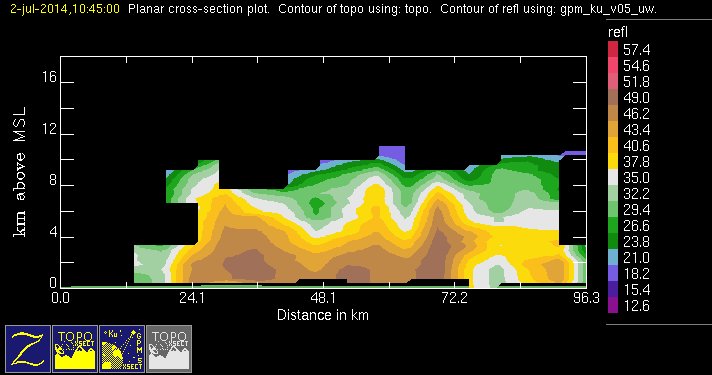 2-jul-2014,10:45:00 Planar cross-section plot. Contour of topo using: topo. Contour of refl using: gpm_ku_v05_uw.
refl
57.4
54.6
51.8
49.0
46.2
43.4
40.6
37.8
35.0
32.2
29.4
26.6
23.8
21.0
18.2
15.4
12.6
km above MSL
16
12
8
4
0
0.0 24.1 48.1 72.2 96.3
Distance in km
Z
TOPO XSECT
"Ku" GPM'S XSECT
TOPO XSECT